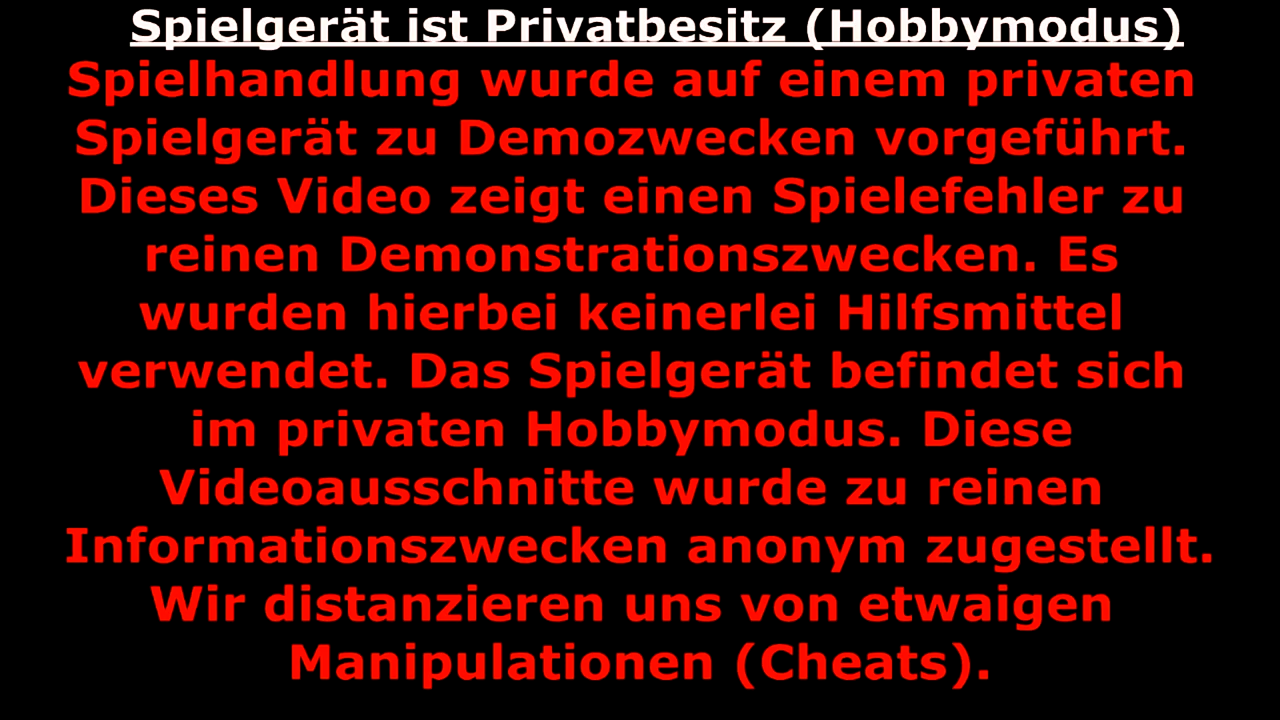 Spielgerät ist Privatbesitz (Hobbymodus)
Spielhandlung wurde auf einem privaten
Spielgerät zu Demozwecken vorgeführt.
Dieses Video zeigt einen Spielefehler zu
reinen Demonstrationszwecken. Es
wurden hierbei keinerlei Hilfsmittel
verwendet. Das Spielgerät befindet sich
im privaten Hobbymodus. Diese
Videoausschnitte wurde zu reinen
Informationszwecken anonym zugestellt.
Wir distanzieren uns von etwaigen
Manipulationen (Cheats).